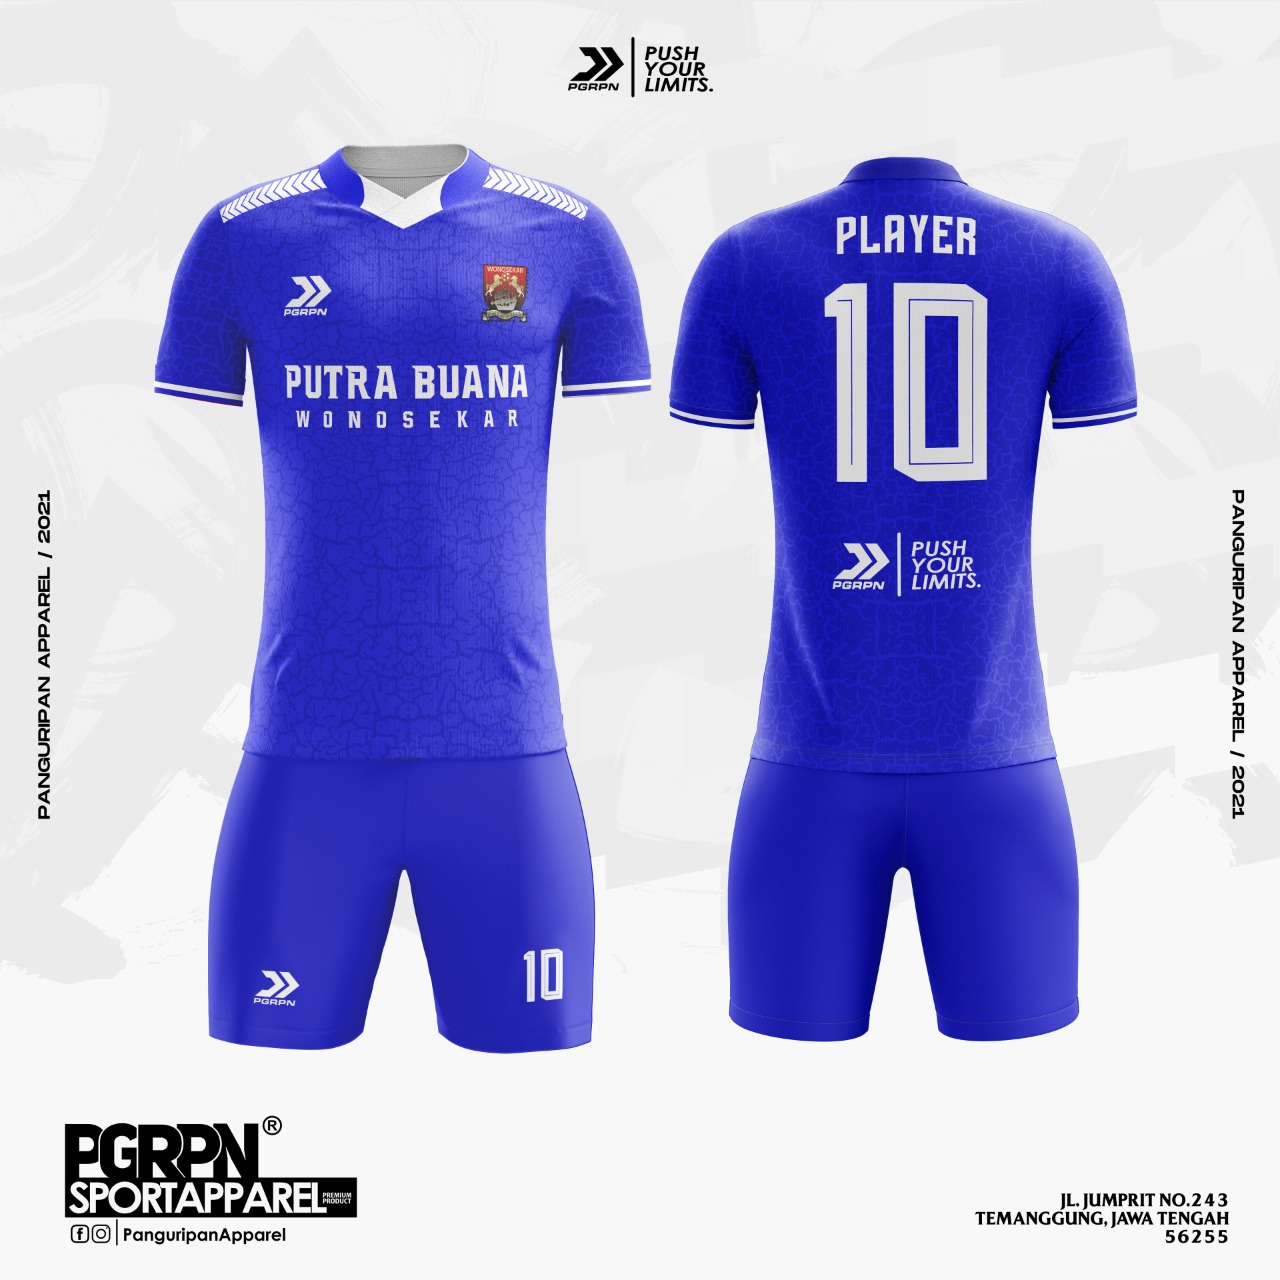 PGRPN
PUSH
YOUR
LIMITS.
PGRPN
WONOSEKAR
PUTRA BUANA
WONOSEKAR
PLAYER
10
PGRPN
PUSH
YOUR
LIMITS.
PANGURIPAN APPAREL / 2021
PANGURIPAN APPAREL / 2021
PGRPN
10
PGRPN®
SPORTAPPAREL
PREMIUM
PRODUCT
PanguripanApparel
JL. JUMPRIT NO.243
TEMANGGUNG, JAWA TENGAH
56255